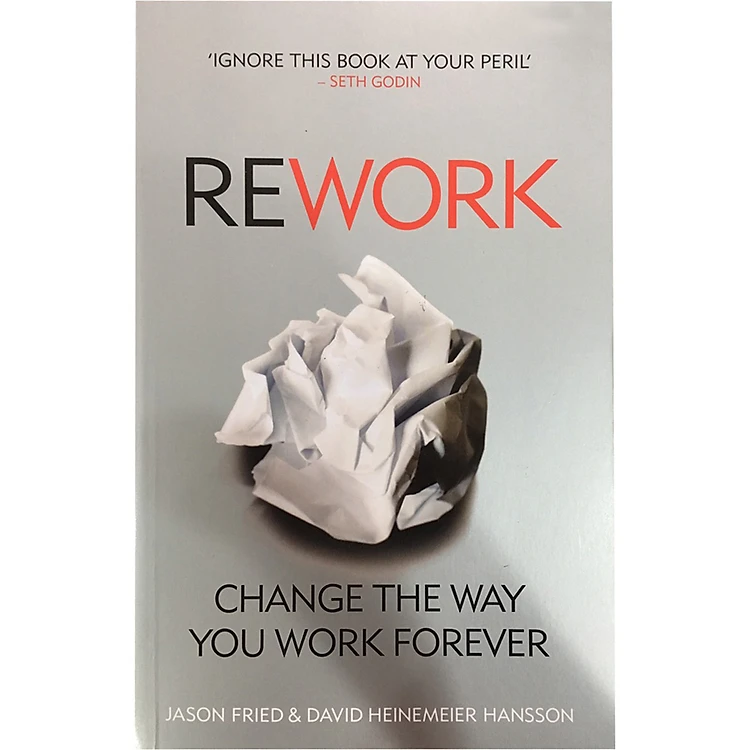 'IGNORE THIS BOOK AT YOUR PERIL'
– SETH GODIN
REWORK
CHANGE THE WAY
YOU WORK FOREVER
JASON FRIED & DAVID HEINEMEIER HANSSON